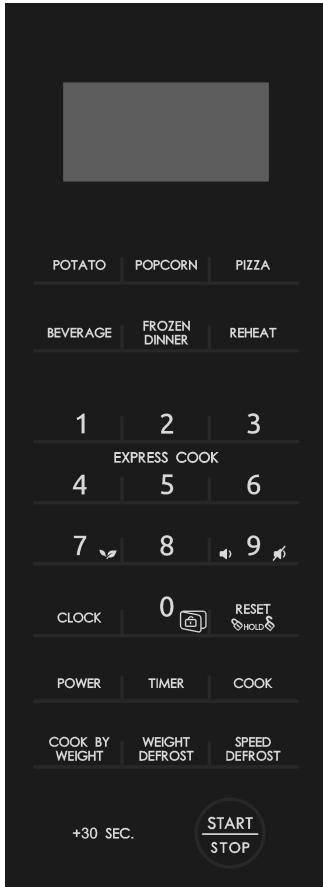 POTATO POPCORN PIZZA
BEVERAGE FROZEN DINNER REHEAT
1 2 3
EXPRESS COOK
4 5 6
7 8 9
CLOCK 0 RESET
HOLD
POWER TIMER COOK
COOK BY WEIGHT WEIGHT DEFROST SPEED DEFROST
+30 SEC. START
STOP